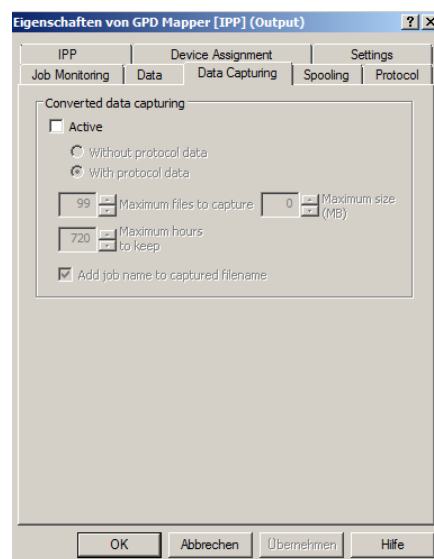 Eigenschaften von GPD Mapper [IPP] (Output)
IPP Device Assignment Settings
Job Monitoring Data Data Capturing Spooling Protocol
Converted data capturing
Active
Without protocol data
With protocol data
99 Maximum files to capture 0 Maximum size
(MB)
720 Maximum hours
to keep
Add job name to captured filename
OK Abbrechen Übernehmen Hilfe